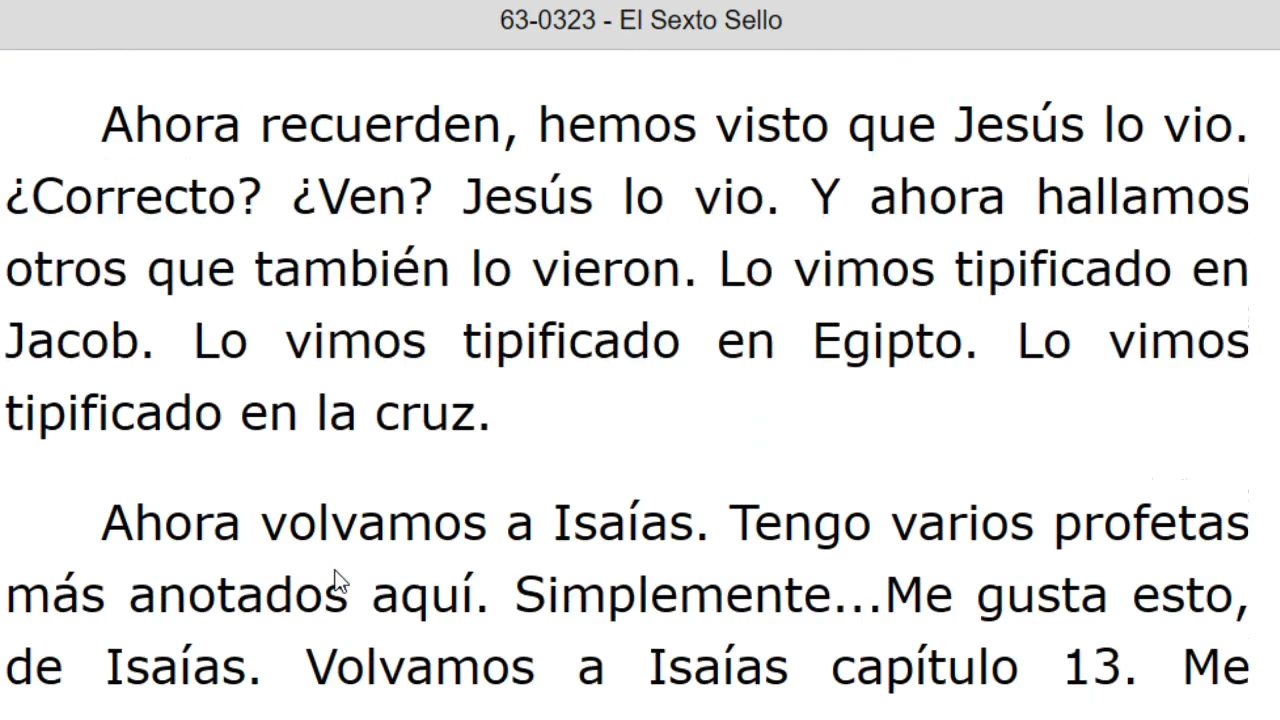 63-0323 - El Sexto Sello
Ahora recuerden, hemos visto que Jesús lo vio.
¿Correcto? ¿Ven? Jesús lo vio. Y ahora hallamos
otros que también lo vieron. Lo vimos tipificado en
Jacob. Lo vimos tipificado en Egipto. Lo vimos
tipificado en la cruz.
Ahora volvamos a Isaías. Tengo varios profetas
más anotados aquí. Simplemente...Me gusta esto,
de Isaías. Volvamos a Isaías capítulo 13. Me